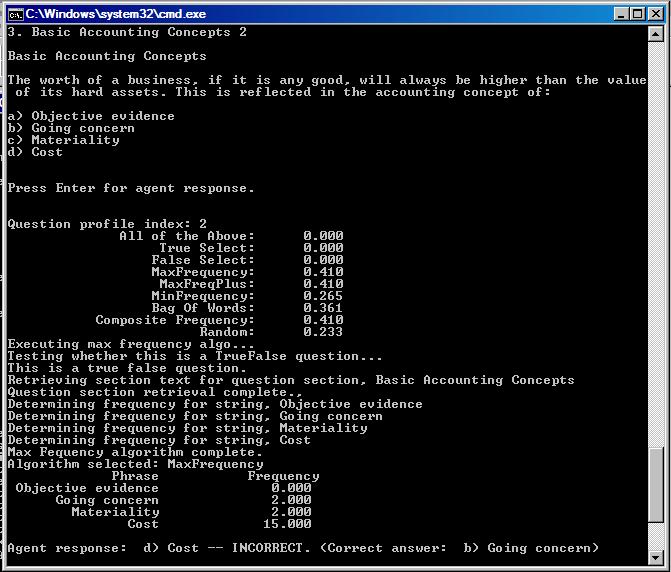 C:\Windows\system32\cmd.exe
3. Basic Accounting Concepts 2
Basic Accounting Concepts
The worth of a business, if it is any good, will always be higher than the value
of its hard assets. This is reflected in the accounting concept of:
a) Objective evidence
b) Going concern
c) Materiality
d) Cost
Press Enter for agent response.
Question profile index: 2
All of the Above: 0.000
True Select: 0.000
False Select: 0.000
MaxFrequency: 0.410
MaxFreqPlus: 0.410
MinFrequency: 0.265
Bag Of Words: 0.361
Composite Frequency: 0.410
Random: 0.233
Executing max frequency algo...
Testing whether this is a TrueFalse question...
This is a true false question.
Retrieving section text for question section, Basic Accounting Concepts
Question section retrieval complete.,
Determining frequency for string, Objective evidence
Determining frequency for string, Going concern
Determining frequency for string, Materiality
Determining frequency for string, Cost
Max Fequency algorithm complete.
Algorithm selected: MaxFrequency
Phrase Frequency
Objective evidence 0.000
Going concern 2.000
Materiality 2.000
Cost 15.000
Agent response: d) Cost -- INCORRECT. (Correct answer: b) Going concern)